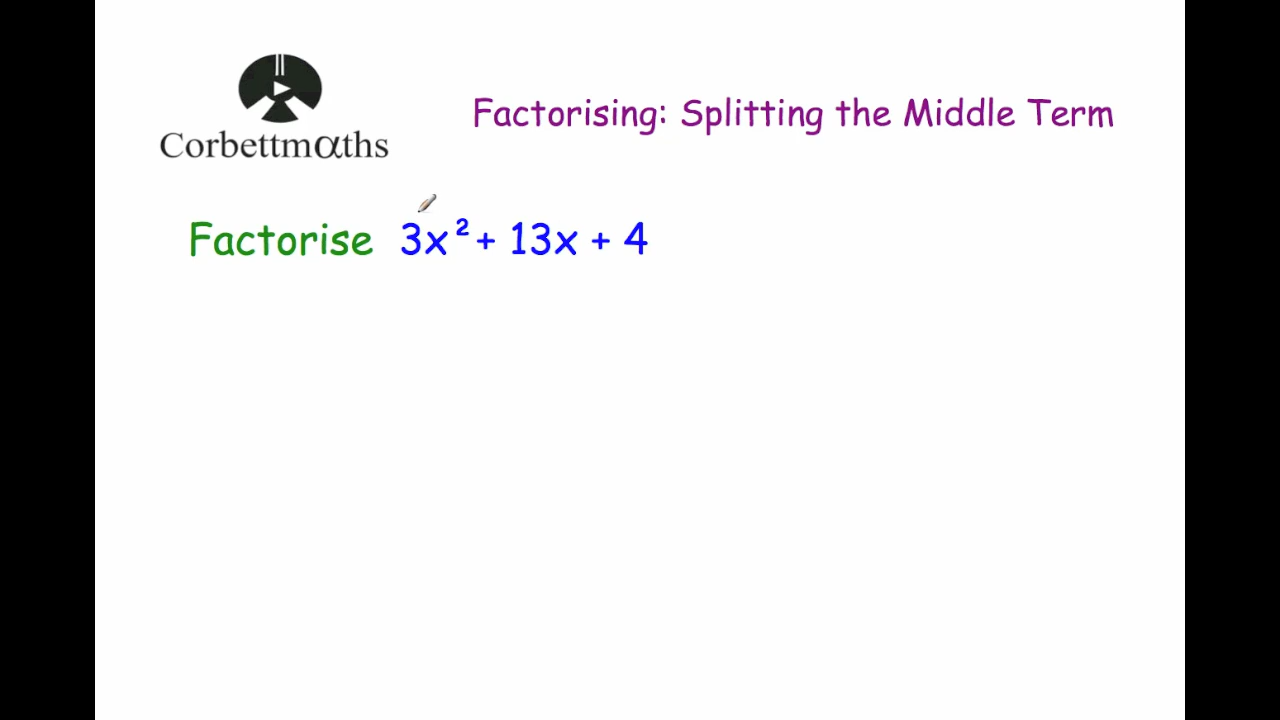 Corbettmαths
Factorising: Splitting the Middle Term
Factorise 3x² + 13x + 4